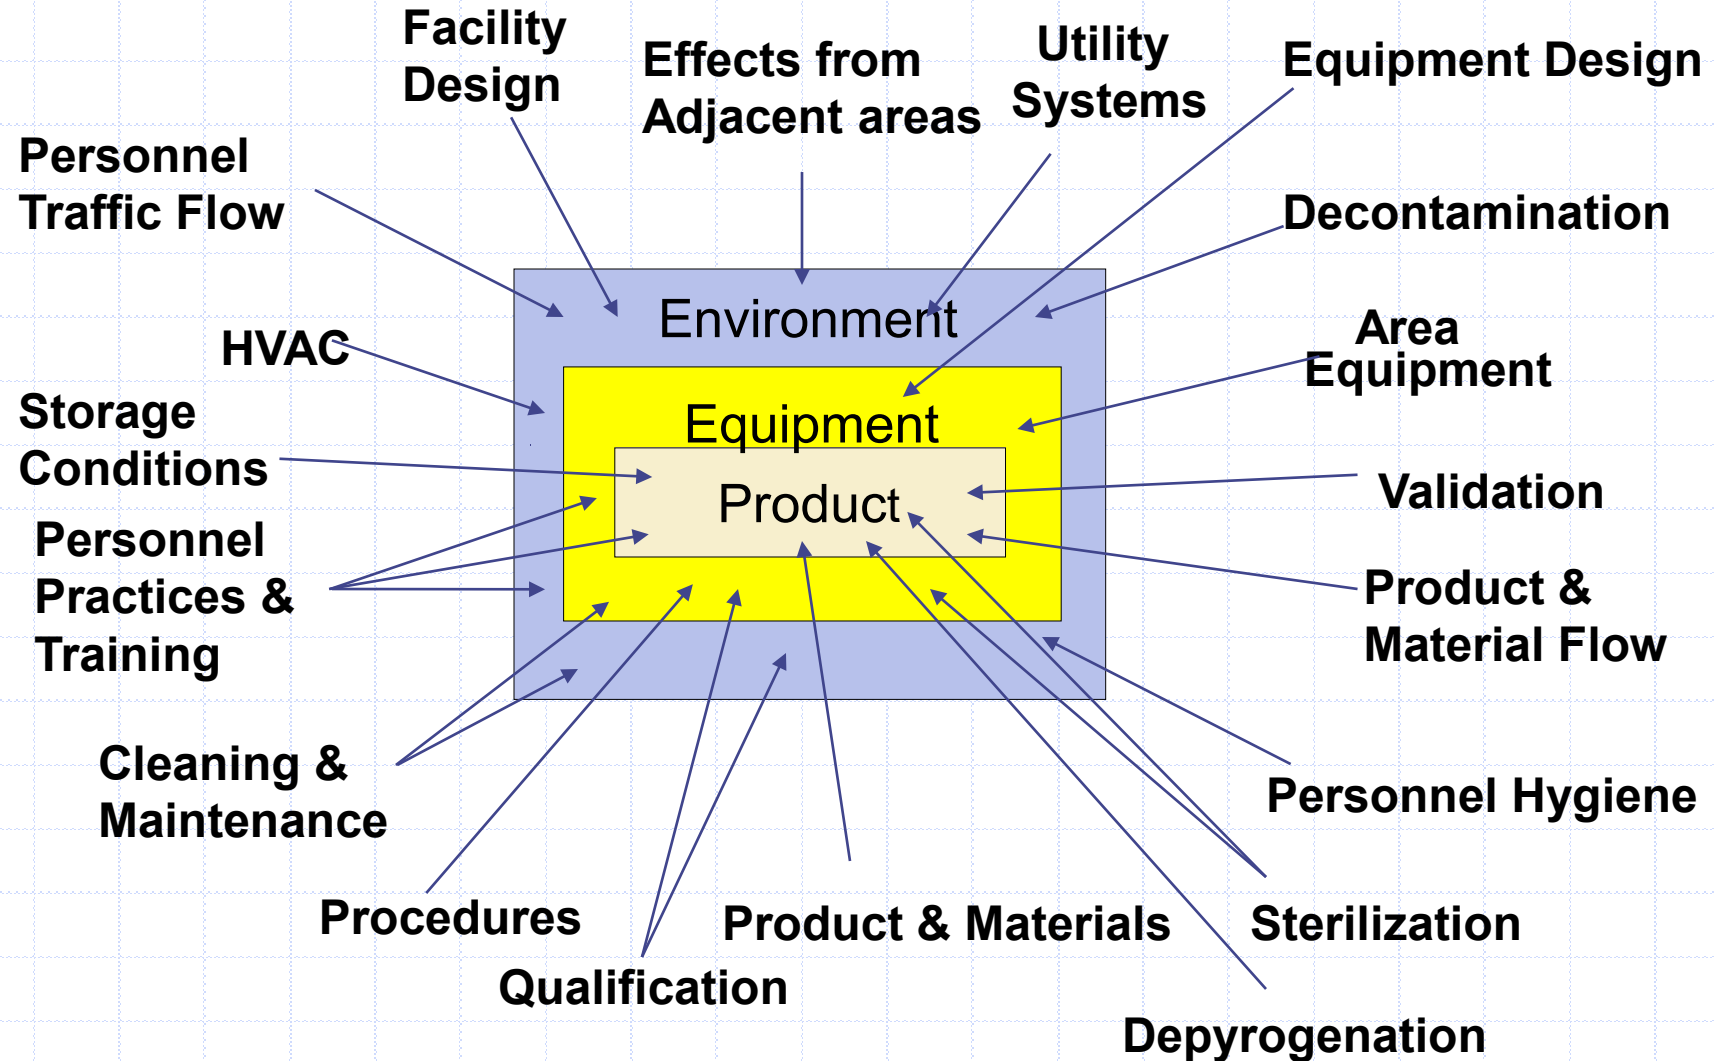 Facility
Design
Effects from
Adjacent areas
Utility
Systems
Equipment Design
Personnel
Traffic Flow
Decontamination
Environment
HVAC
Area
Equipment
Storage
Conditions
Equipment
Product
Validation
Personnel
Practices &
Training
Product &
Material Flow
Cleaning &
Maintenance
Personnel Hygiene
Procedures
Product & Materials
Sterilization
Qualification
Depyrogenation